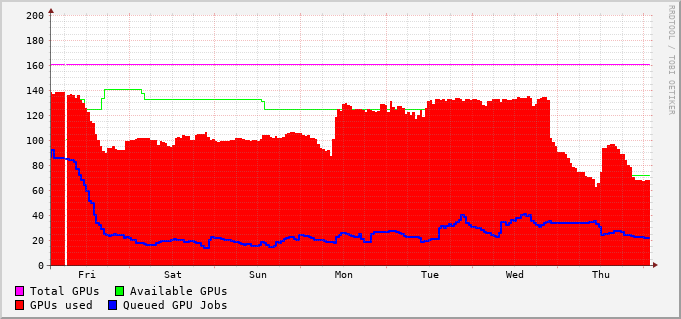 200
180
160
140
120
100
80
60
40
20
0
Fri Sat Sun Mon Tue Wed Thu
Total GPUs Available GPUs
GPUs used Queued GPU Jobs
RRDTOOL / TOBI OETIKER